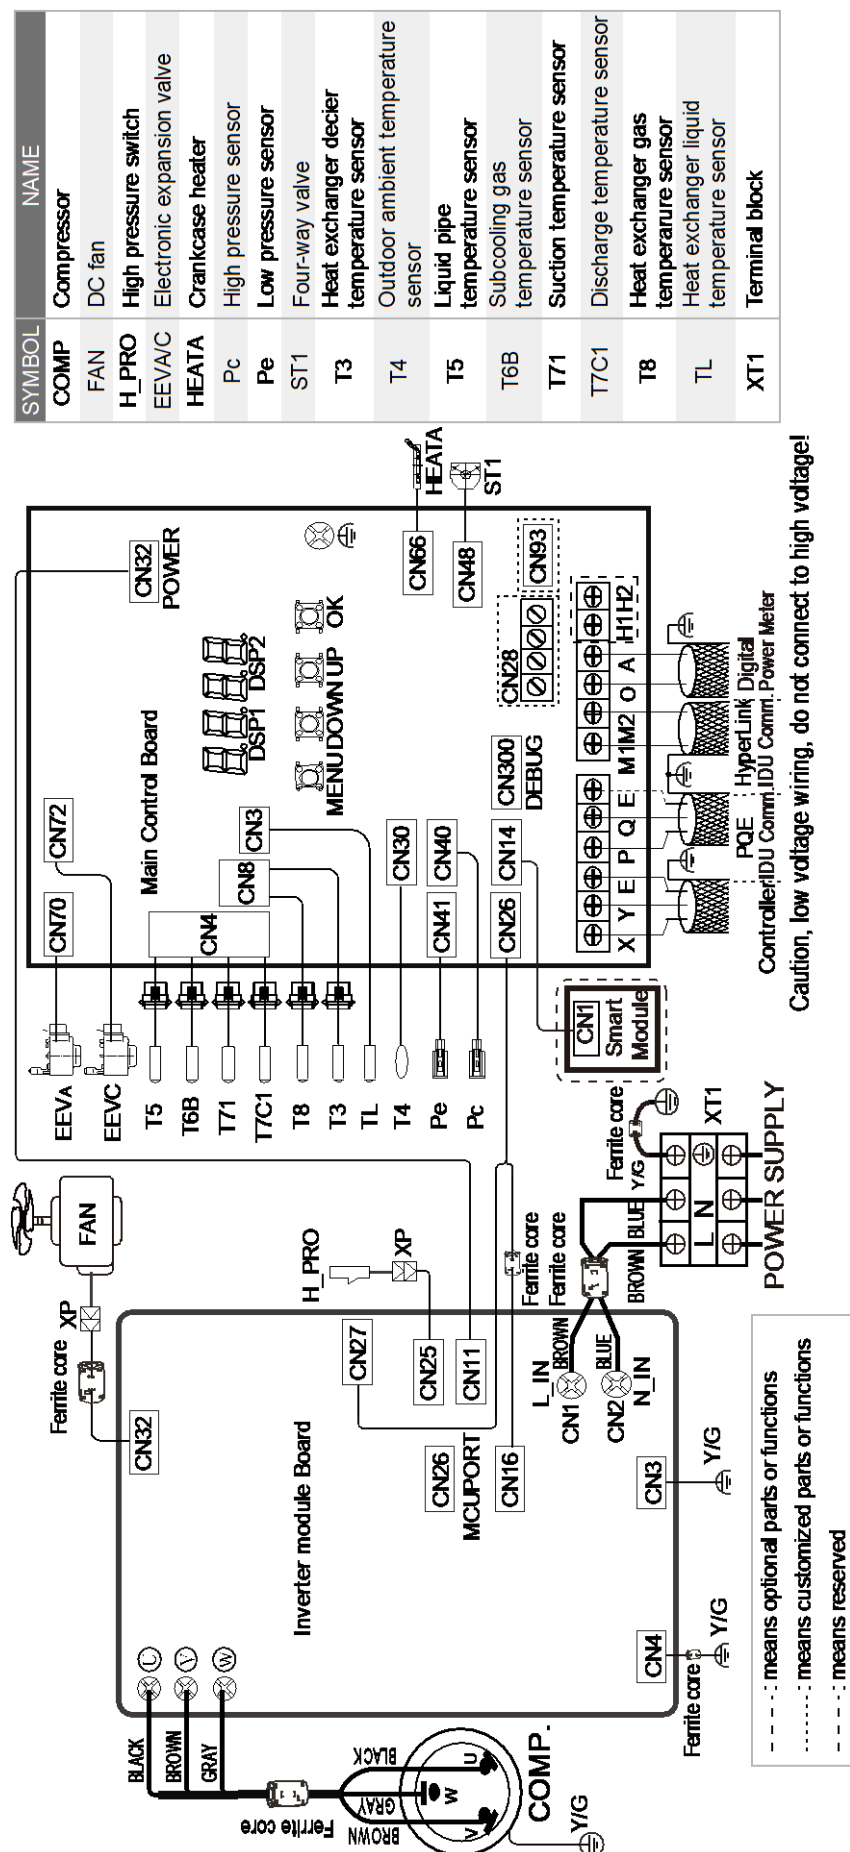 SYMBOL NAME
COMP Compressor
FAN DC fan
H_PRO High pressure switch
EEVA/C Electronic expansion valve
HEATA Crankcase heater
Pc High pressure sensor
Pe Low pressure sensor
ST1 Four-way valve
T3 Heat exchanger decier
temperature sensor
T4 Outdoor ambient temperature
sensor
T5 Liquid pipe
temperature sensor
T6B Subcooling gas
temperature sensor
T71 Suction temperature sensor
T7C1 Discharge temperature sensor
T8 Heat exchanger gas
temperarure sensor
TL Heat exchanger liquid
temperature sensor
XT1 Terminal block
CN32
POWER
HEATA
ST1
CN66
CN48
CN93
CN28
DSP1 DSP2
MENU DOWN UP OK
Main Control Board
CN72
CN70
CN3
CN8
CN4
CN30
CN40
CN41
CN300
DEBUG
CN14
CN26
X Y E P Q E M1 M2 O A H1 H2
Controller
PQE
IDU Comm.
HyperLink
IDU Comm.
Digital
Power Meter
Caution, low voltage wiring, do not connect to high voltage!
CN1
Smart
Module
EEVA
EEVC
T5
T6B
T71
T7C1
T8
T3
TL
T4
Pe
Pc
FAN
XP
Ferrite core
CN32
H_PRO
XP
CN27
CN25
CN11
CN26
MCUPORT
CN16
Ferrite core
Ferrite core
Ferrite core
Y/G
BLUE
BROWN
XT1
L N
POWER SUPPLY
L_IN
BROWN
CN1
BLUE
CN2
N_IN
Inverter module Board
CN3
Y/G
CN4
Y/G
Ferrite core
U
V
W
BLACK
BROWN
GRAY
Ferrite core
BLACK
GRAY
BROWN
U
W
V
COMP.
Y/G
- - - -: means optional parts or functions
.......: means customized parts or functions
- - - -: means reserved